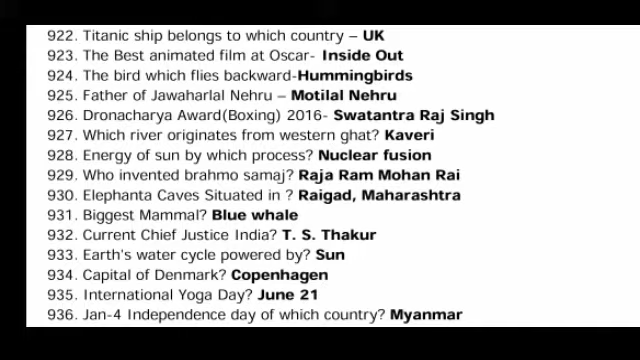 922. Titanic ship belongs to which country – UK
923. The Best animated film at Oscar- Inside Out
924. The bird which flies backward-Hummingbirds
925. Father of Jawaharlal Nehru – Motilal Nehru
926. Dronacharya Award(Boxing) 2016- Swatantra Raj Singh
927. Which river originates from western ghat? Kaveri
928. Energy of sun by which process? Nuclear fusion
929. Who invented brahmo samaj? Raja Ram Mohan Rai
930. Elephanta Caves Situated in ? Raigad, Maharashtra
931. Biggest Mammal? Blue whale
932. Current Chief Justice India? T. S. Thakur
933. Earth's water cycle powered by? Sun
934. Capital of Denmark? Copenhagen
935. International Yoga Day? June 21
936. Jan-4 Independence day of which country? Myanmar